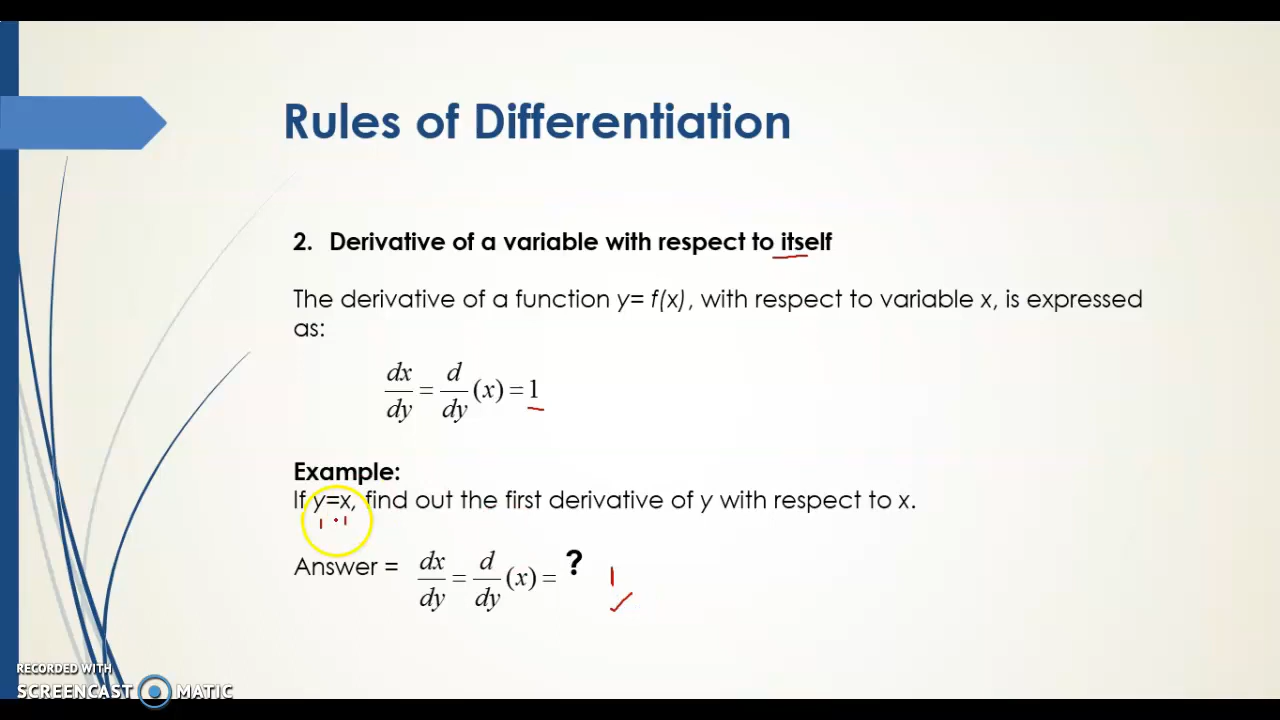 Rules of Differentiation
2. Derivative of a variable with respect to itself
The derivative of a function y= f(x), with respect to variable x, is expressed
as:
dx/dy = d/dy (x) = 1
Example:
If y=x, find out the first derivative of y with respect to x.
Answer = dx/dy = d/dy (x) = ? 1
RECORDED WITH
SCREENCAST MATIC